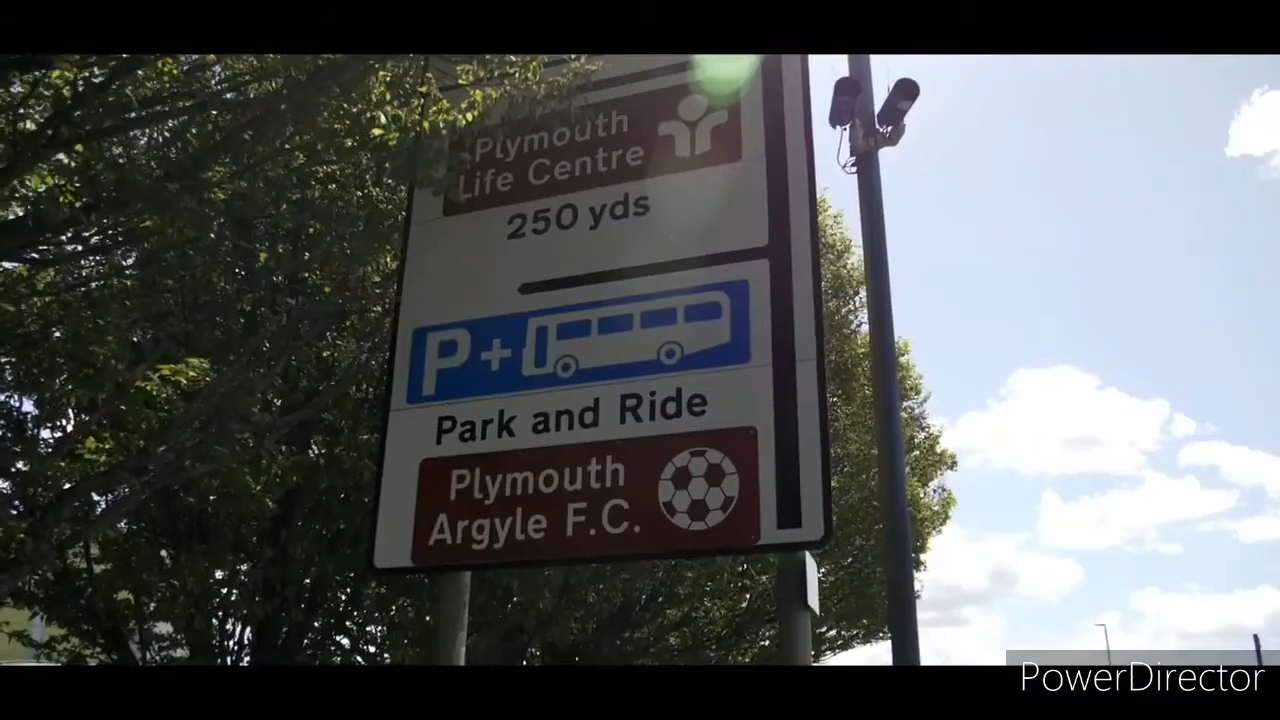 Plymouth
Life Centre
250 yds
P+
Park and Ride
Plymouth
Argyle F.C.
PowerDirector